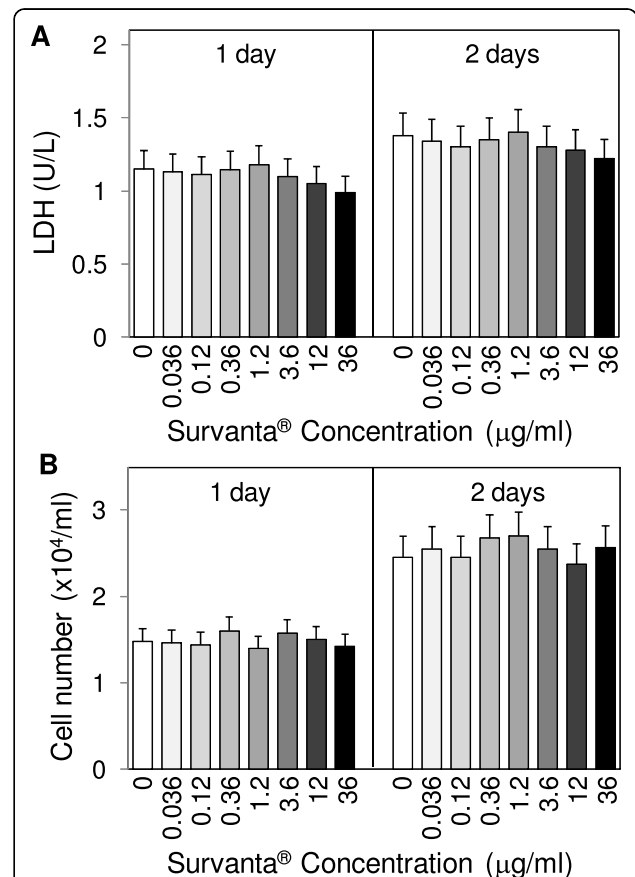 A
1 day
2 days
LDH (U/L)
2
1.5
1
0.5
0
0 0.036 0.12 0.36 1.2 3.6 12 36
0 0.036 0.12 0.36 1.2 3.6 12 36
Survanta® Concentration (μg/ml)
B
1 day
2 days
Cell number (x10⁴/ml)
3
2
1
0
0 0.036 0.12 0.36 1.2 3.6 12 36
0 0.036 0.12 0.36 1.2 3.6 12 36
Survanta® Concentration (μg/ml)